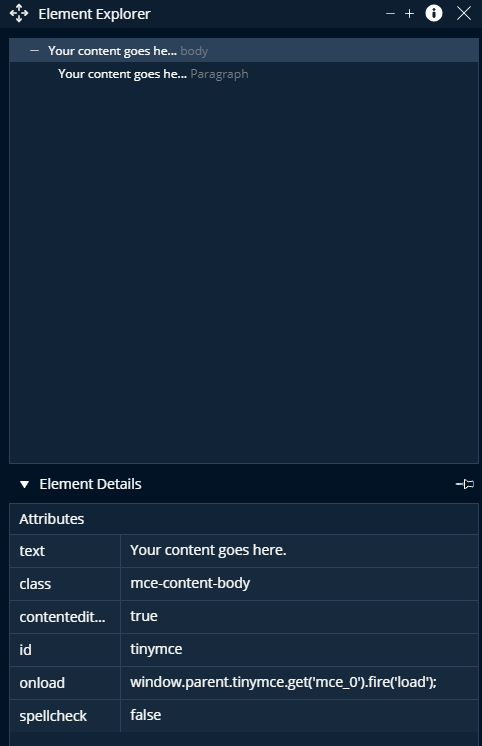 Element Explorer
Your content goes he... body
Your content goes he... Paragraph
Element Details
Attributes
text Your content goes here.
class mce-content-body
contentedit... true
id tinymce
onload window.parent.tinymce.get('mce_0').fire('load');
spellcheck false